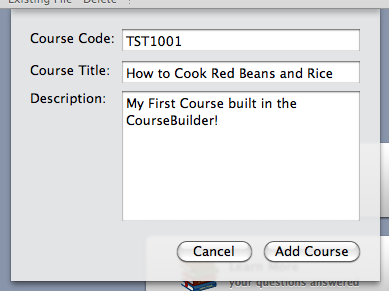 Existing File Delete
Course Code: TST1001
Course Title: How to Cook Red Beans and Rice
Description: My First Course built in the
CourseBuilder!
Cancel Add Course
Learn More
your questions answered